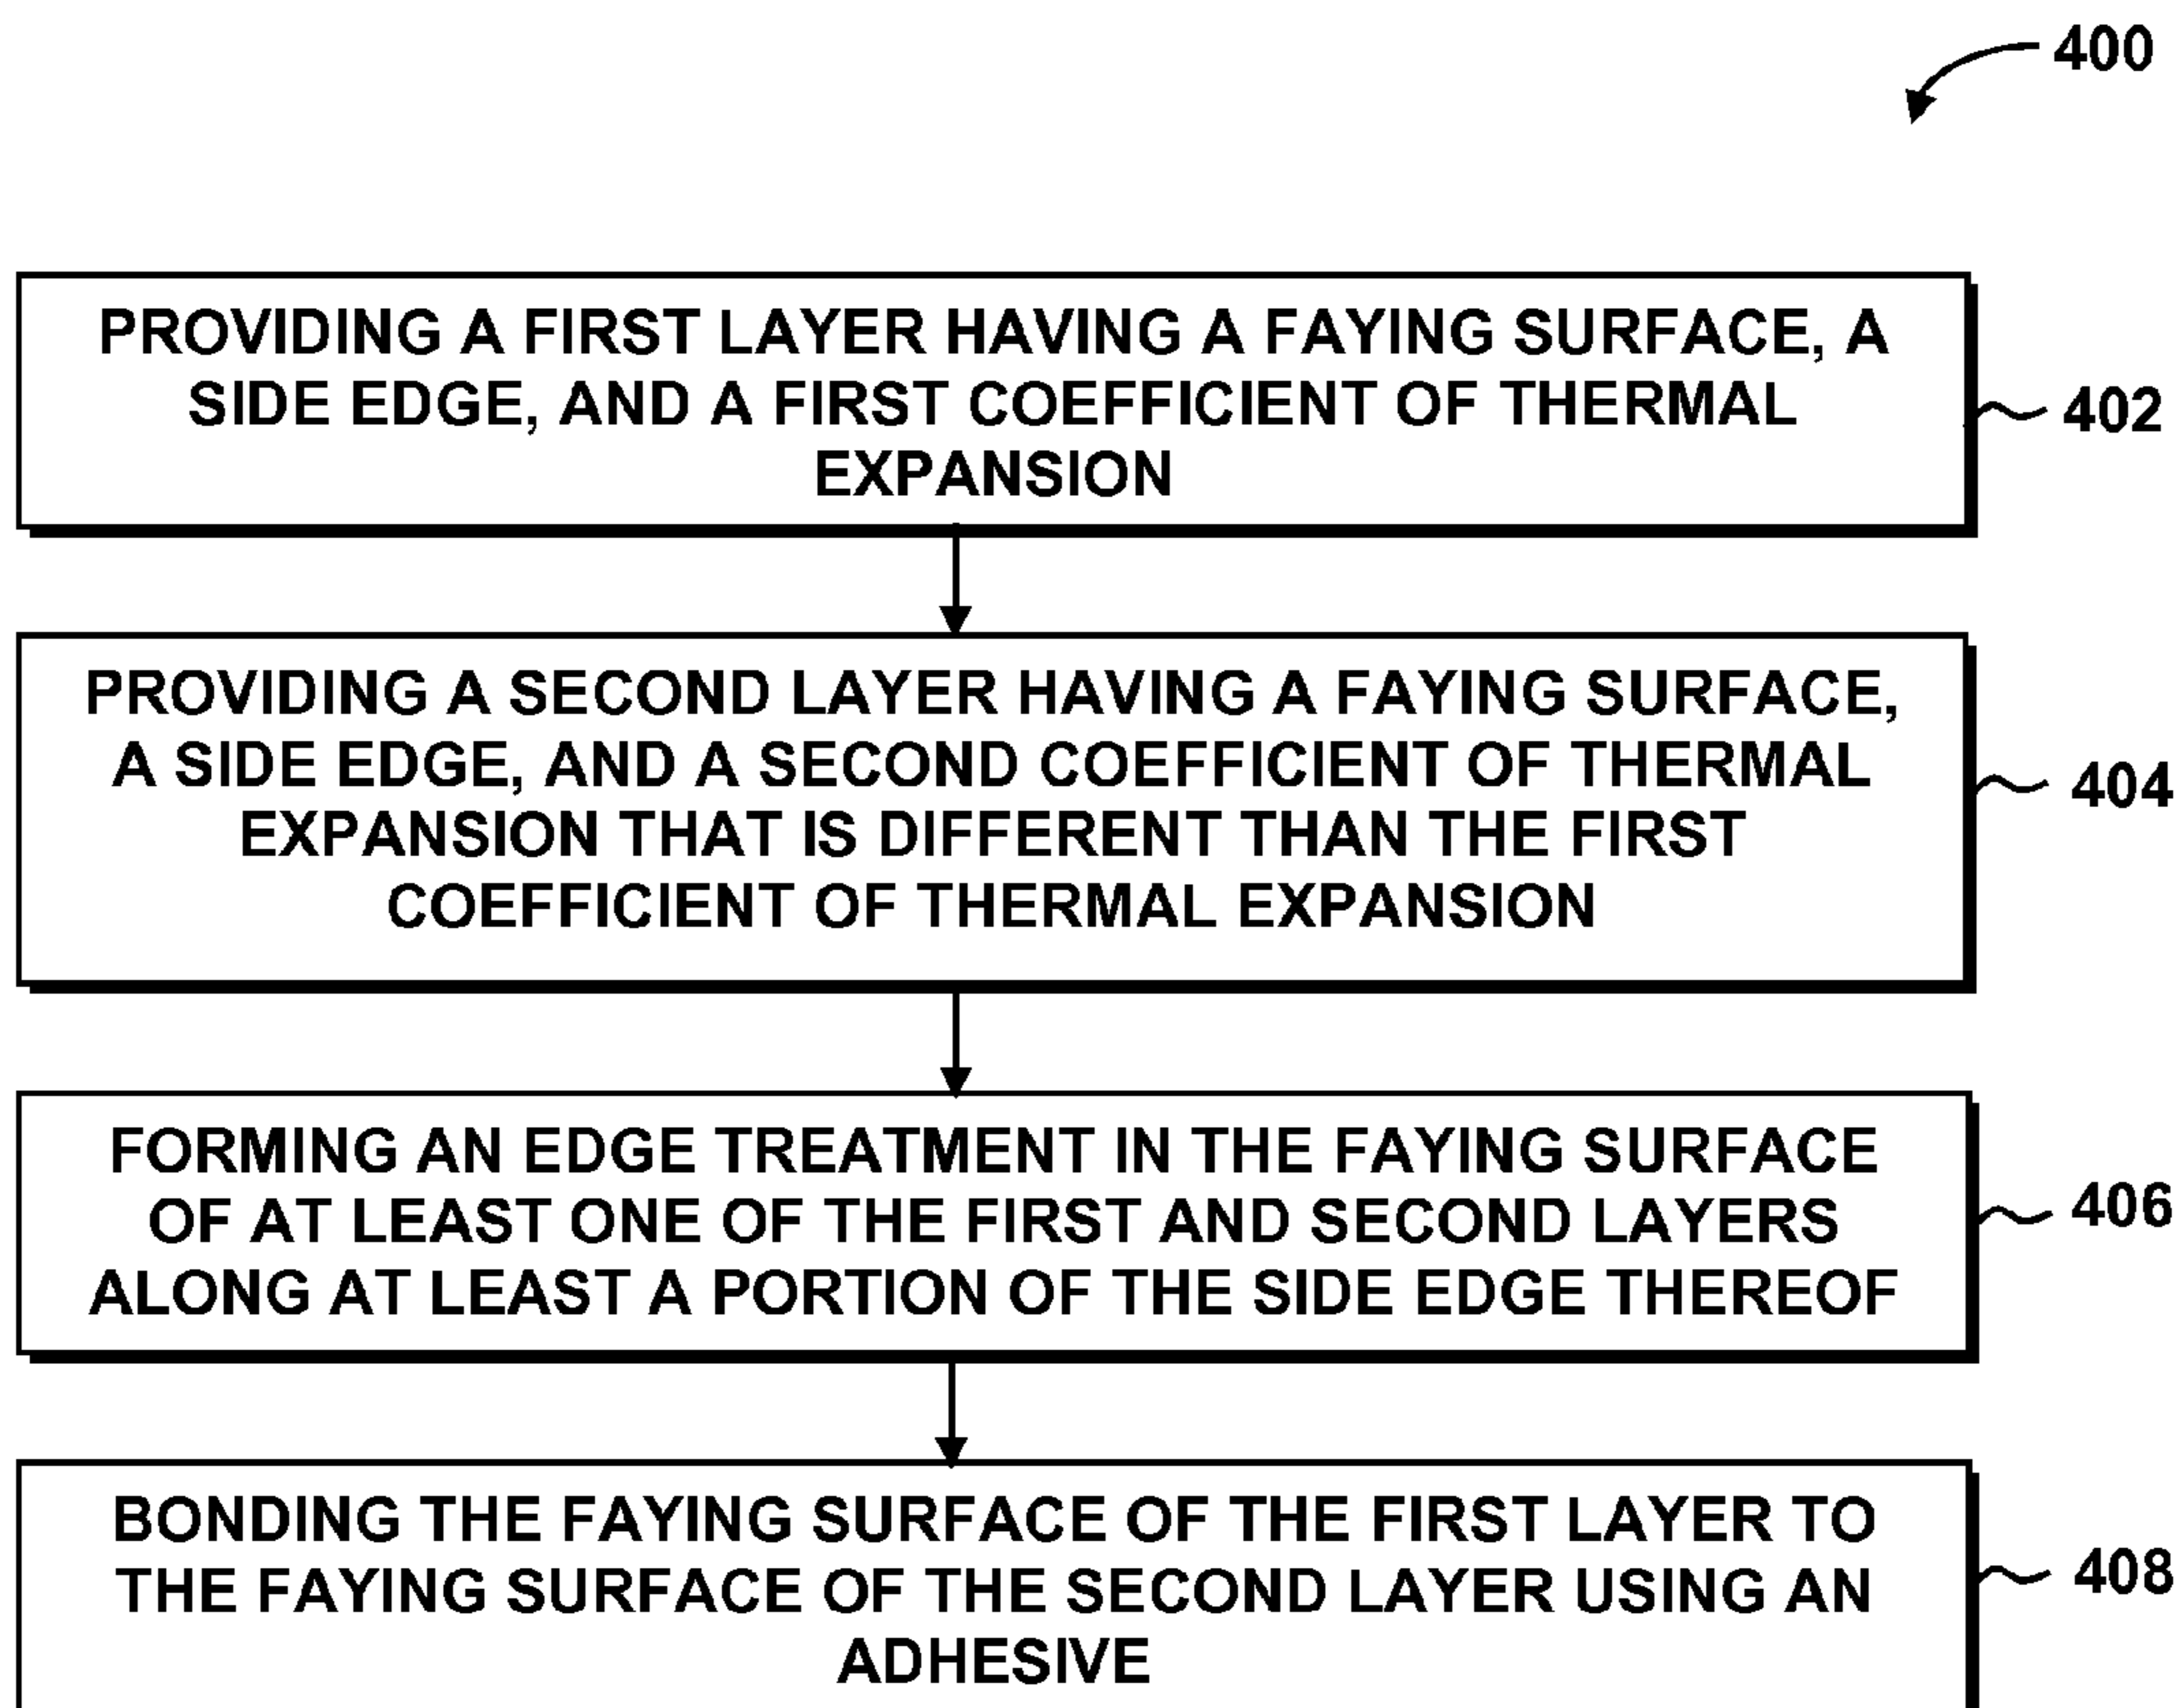 400
PROVIDING A FIRST LAYER HAVING A FAYING SURFACE, A
SIDE EDGE, AND A FIRST COEFFICIENT OF THERMAL
EXPANSION
402
PROVIDING A SECOND LAYER HAVING A FAYING SURFACE,
A SIDE EDGE, AND A SECOND COEFFICIENT OF THERMAL
EXPANSION THAT IS DIFFERENT THAN THE FIRST
COEFFICIENT OF THERMAL EXPANSION
404
FORMING AN EDGE TREATMENT IN THE FAYING SURFACE
OF AT LEAST ONE OF THE FIRST AND SECOND LAYERS
ALONG AT LEAST A PORTION OF THE SIDE EDGE THEREOF
406
BONDING THE FAYING SURFACE OF THE FIRST LAYER TO
THE FAYING SURFACE OF THE SECOND LAYER USING AN
ADHESIVE
408